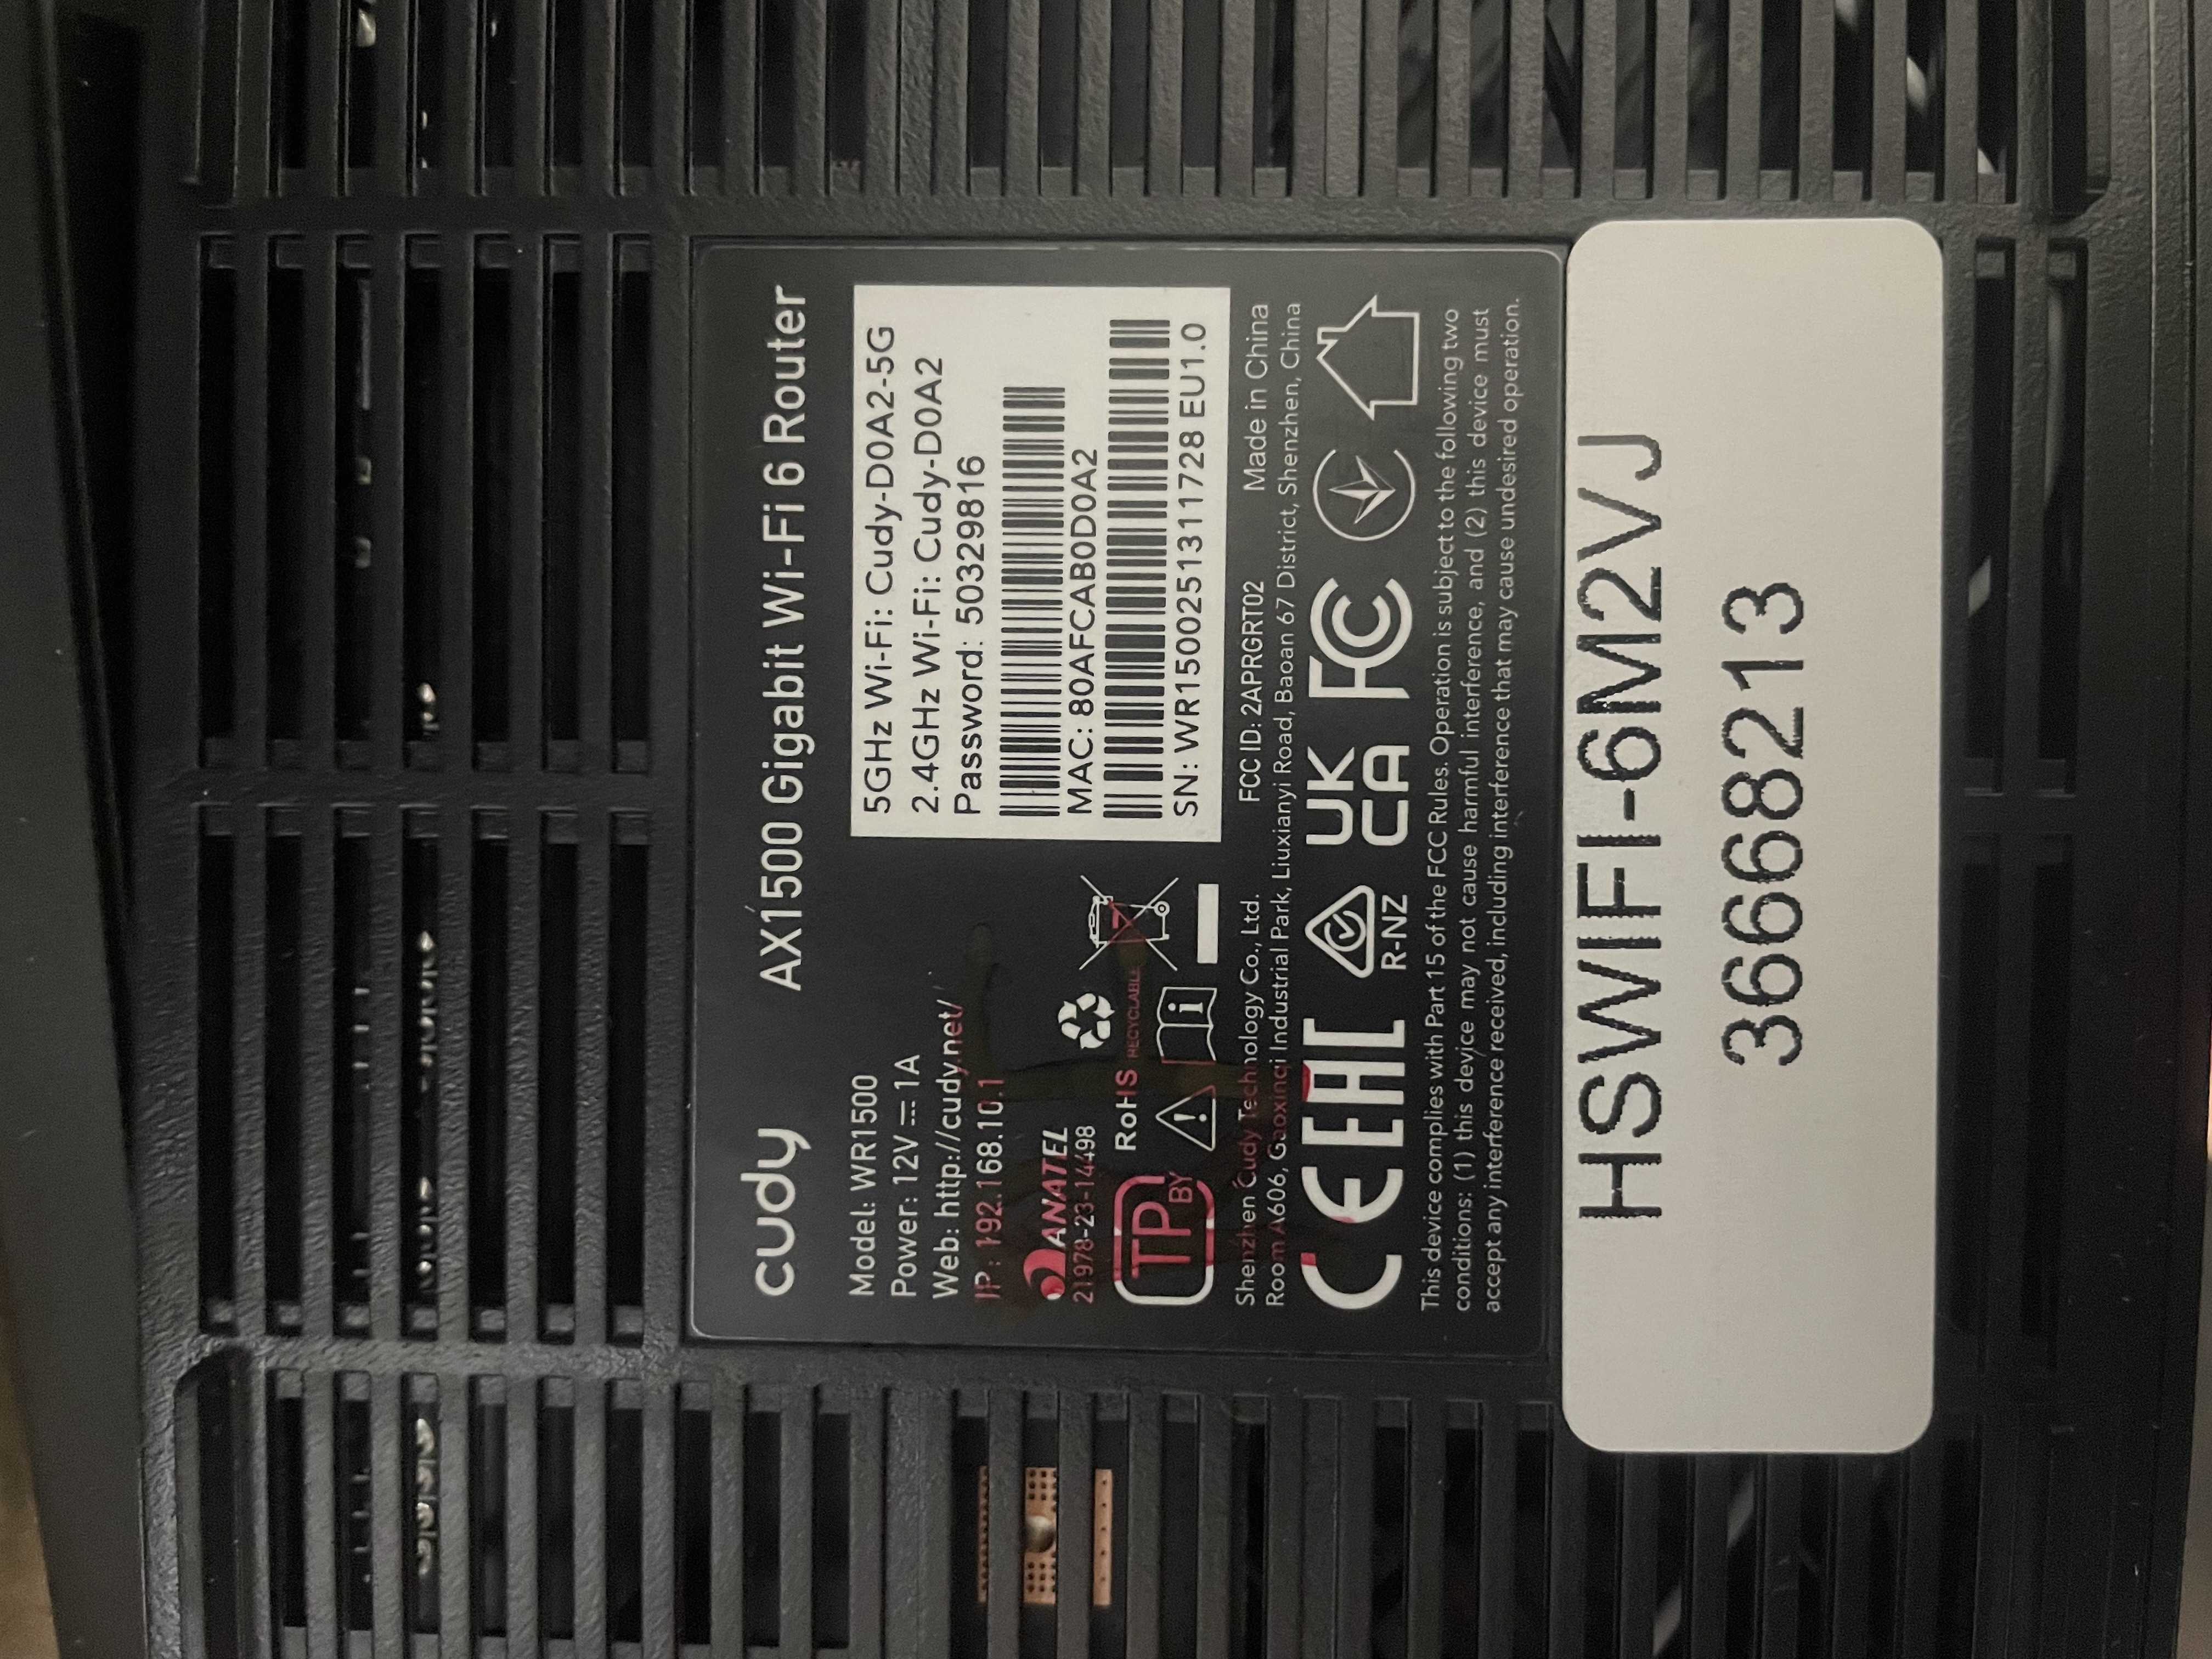 cudy
AX1500 Gigabit Wi-Fi 6 Router
Model: WR1500
Power: 12V ⎓ 1A
Web: http://cudy.net/
IP : 192.168.10.1
5GHz Wi-Fi: Cudy-D0A2-5G
2.4GHz Wi-Fi: Cudy-D0A2
Password: 50329816
MAC: 80AFCAB0D0A2
SN: WR1500251311728 EU1.0
ANATEL
21978-23-14498
RoHS
RECYCLABLE
TP
BY
Shenzhen Cudy Technology Co., Ltd. FCC ID: 2APRGRT02 Made in China
Room A606, Gaoxinqi Industrial Park, Liuxianyi Road, Baoan 67 District, Shenzhen, China
CE EAC R-NZ UK CA FC
This device complies with Part 15 of the FCC Rules. Operation is subject to the following two
conditions: (1) this device may not cause harmful interference, and (2) this device must
accept any interference received, including interference that may cause undesired operation.
HSWIFI-6M2VJ
36668213